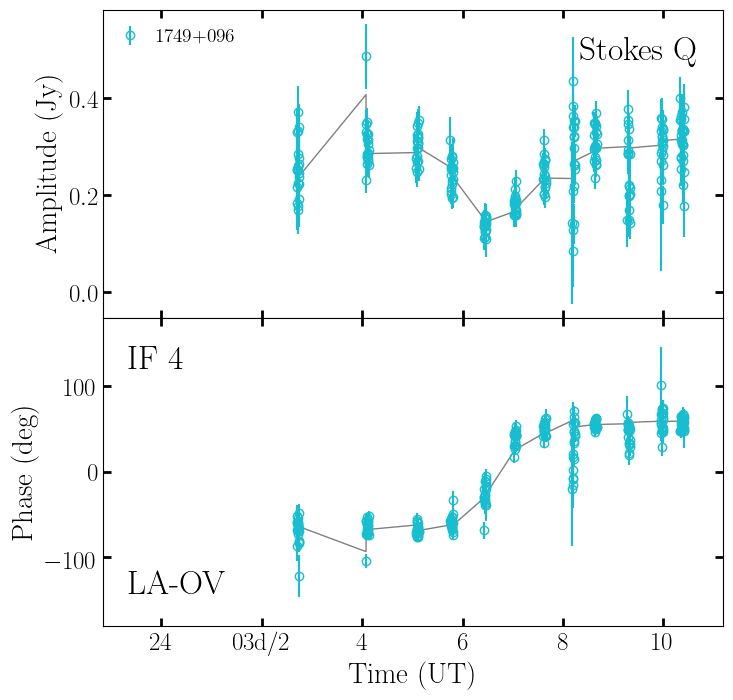 1749+096
Stokes Q
Amplitude (Jy)
0.4
0.2
0.0
IF 4
Phase (deg)
100
0
−100
LA-OV
24 03d/2 4 6 8 10
Time (UT)